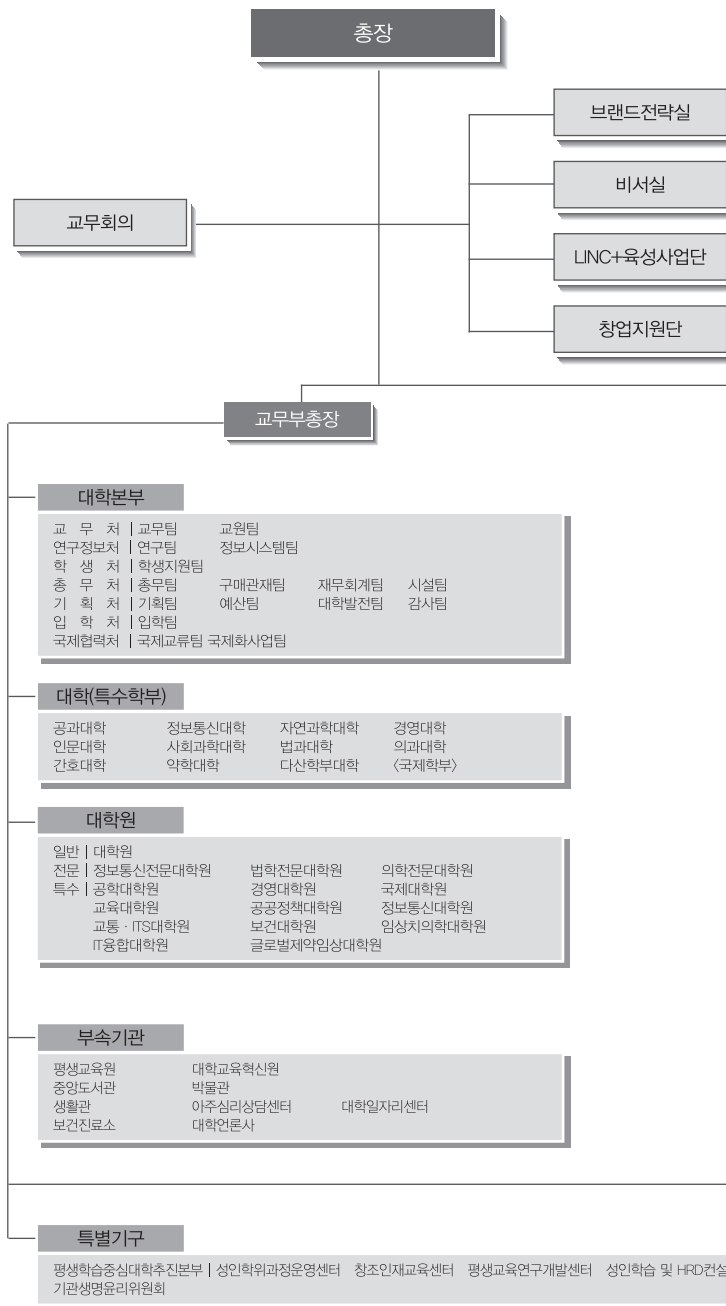 총장
브랜드전략실
비서실
교무회의
LINC+육성사업단
창업지원단
교무부총장
대학본부
교 무 처 | 교무팀 교원팀
연구정보처 | 연구팀 정보시스템팀
학 생 처 | 학생지원팀
총 무 처 | 총무팀 구매관재팀 재무회계팀 시설팀
기 획 처 | 기획팀 예산팀 대학발전팀 감사팀
입 학 처 | 입학팀
국제협력처 | 국제교류팀 국제화사업팀
대학(특수학부)
공과대학 정보통신대학 자연과학대학 경영대학
인문대학 사회과학대학 법과대학 의과대학
간호대학 약학대학 다산학부대학 〈국제학부〉
대학원
일반 | 대학원
전문 | 정보통신전문대학원 법학전문대학원 의학전문대학원
특수 | 공학대학원 경영대학원 국제대학원
교육대학원 공공정책대학원 정보통신대학원
교통 · ITS대학원 보건대학원 임상치의학대학원
IT융합대학원 글로벌제약임상대학원
부속기관
평생교육원 대학교육혁신원
중앙도서관 박물관
생활관 아주심리상담센터 대학일자리센터
보건진료소 대학언론사
특별기구
평생학습중심대학추진본부 | 성인학위과정운영센터 창조인재교육센터 평생교육연구개발센터 성인학습 및 HRD컨설
기관생명윤리위원회